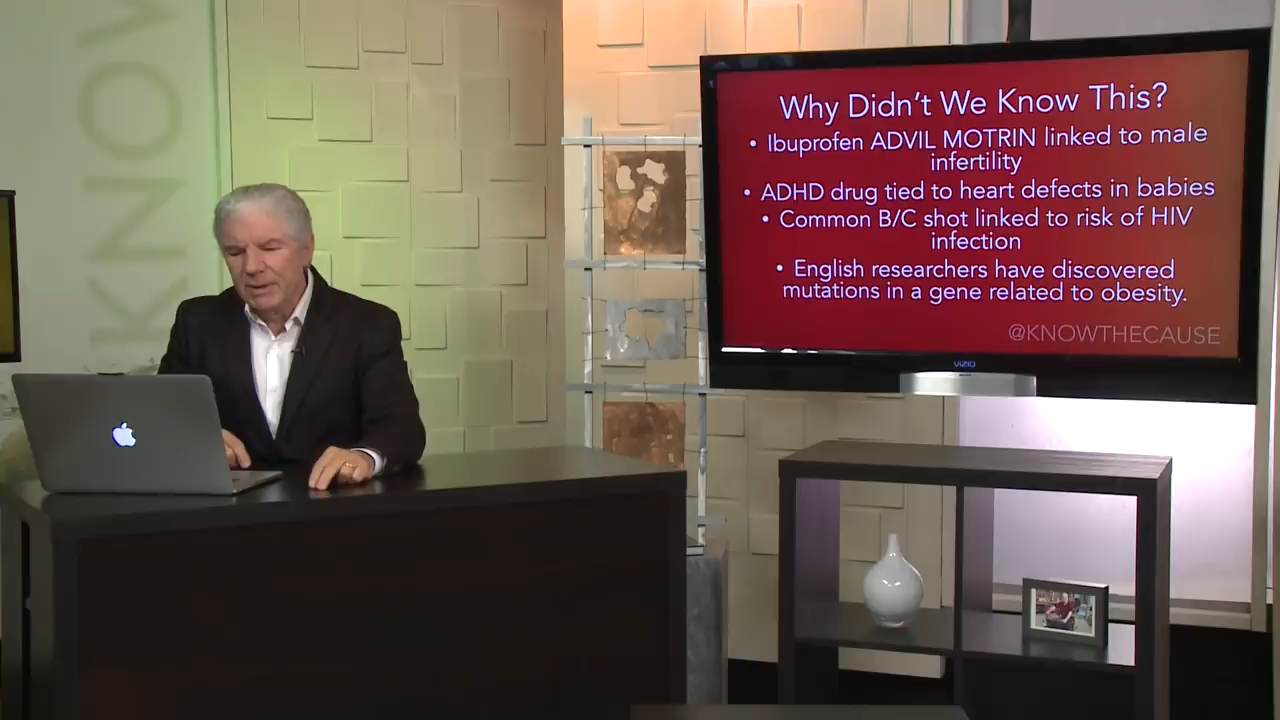 KNOW
Why Didn't We Know This?
• Ibuprofen ADVIL MOTRIN linked to male
infertility
• ADHD drug tied to heart defects in babies
• Common B/C shot linked to risk of HIV
infection
• English researchers have discovered
mutations in a gene related to obesity.
@KNOWTHECAUSE
VIZIO